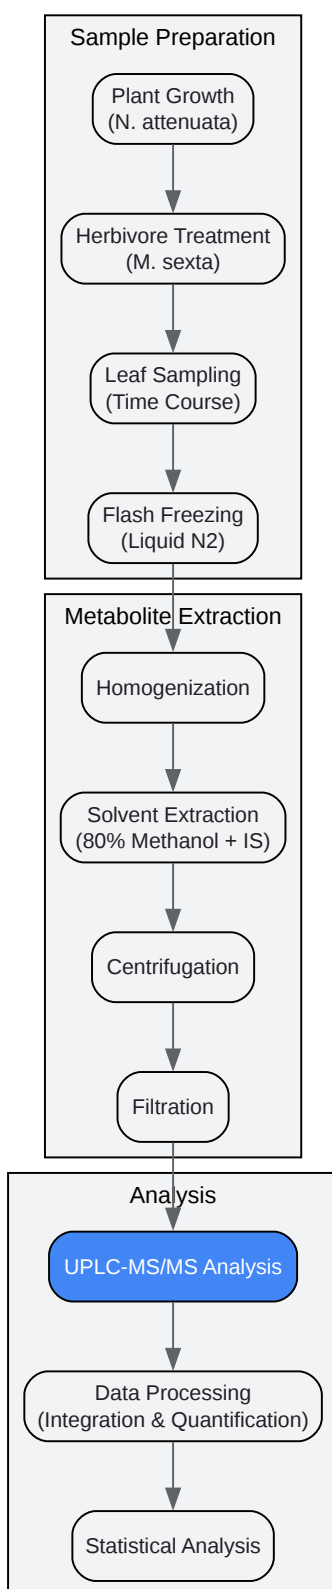 Sample Preparation
Plant Growth
(N. attenuata)
Herbivore Treatment
(M. sexta)
Leaf Sampling
(Time Course)
Flash Freezing
(Liquid N2)
Metabolite Extraction
Homogenization
Solvent Extraction
(80% Methanol + IS)
Centrifugation
Filtration
Analysis
UPLC-MS/MS Analysis
Data Processing
(Integration & Quantification)
Statistical Analysis